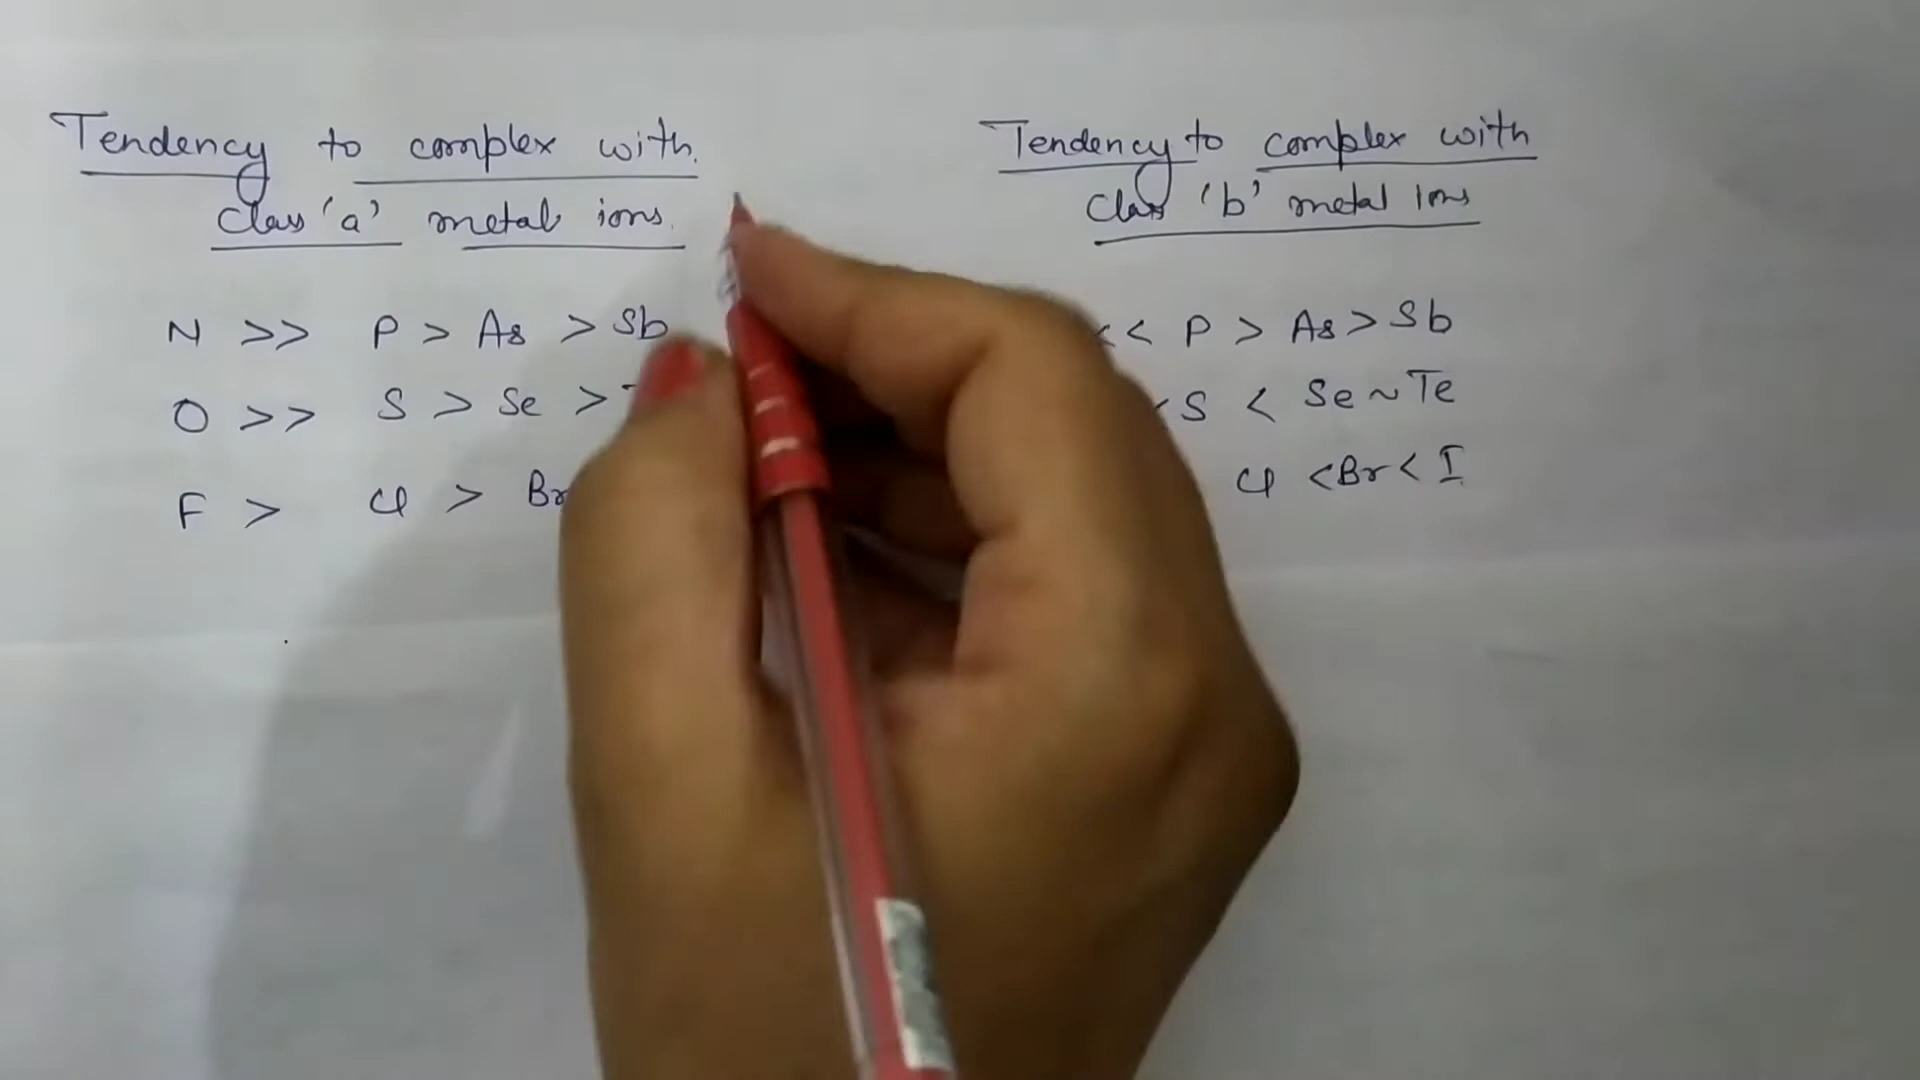 Tendency to complex with
Class 'a' metal ions.
N >> P > As > Sb
O >> S > Se >
F > Cl > Br
Tendency to complex with
Class 'b' metal ions
<< P > As > Sb
S < Se ~ Te
Cl < Br < I